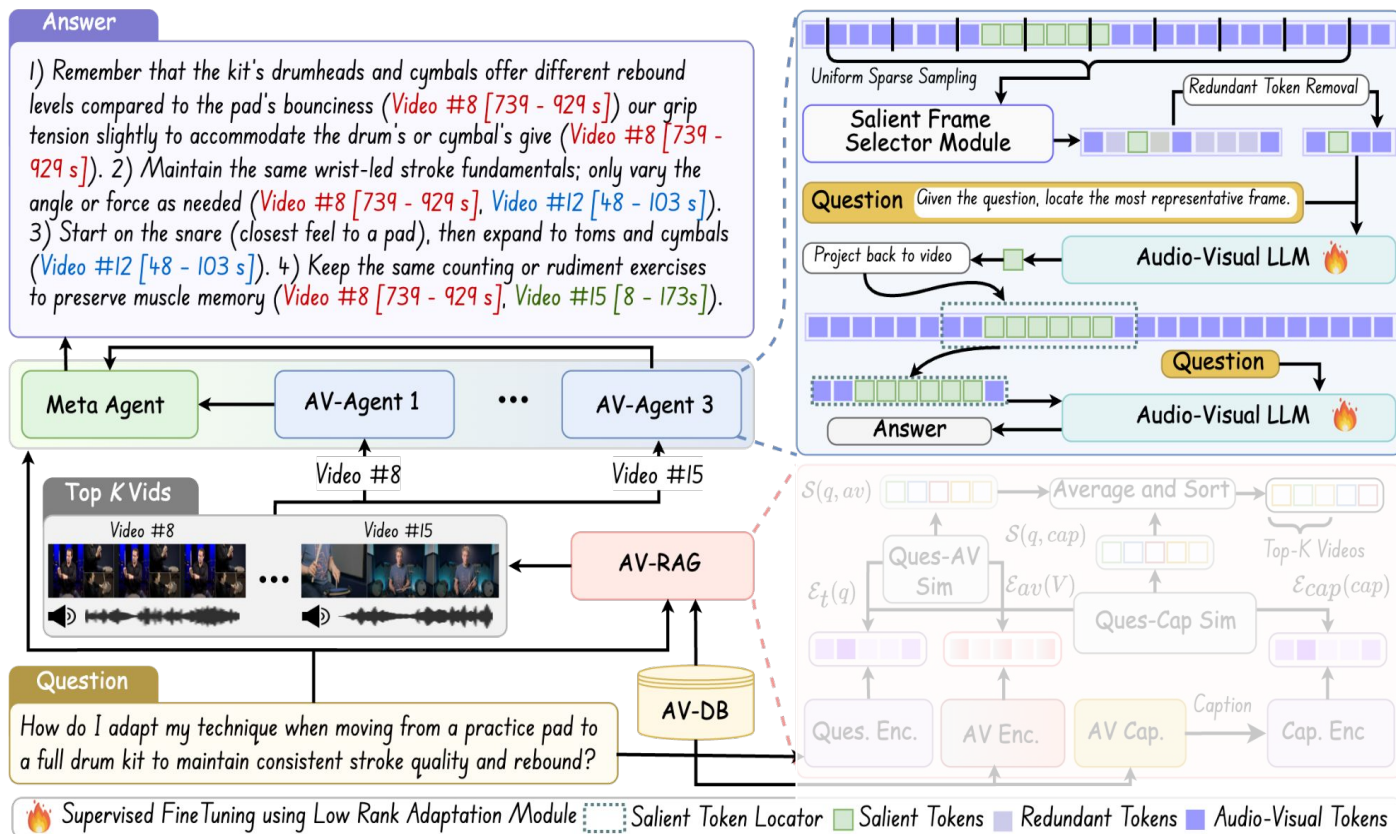 Answer
1) Remember that the kit's drumheads and cymbals offer different rebound
levels compared to the pad's bounciness (Video #8 [739 - 929 s]) our grip
tension slightly to accommodate the drum's or cymbal's give (Video #8 [739 -
929 s]). 2) Maintain the same wrist-led stroke fundamentals; only vary the
angle or force as needed (Video #8 [739 - 929 s], Video #12 [48 - 103 s]).
3) Start on the snare (closest feel to a pad), then expand to toms and cymbals
(Video #12 [48 - 103 s]). 4) Keep the same counting or rudiment exercises
to preserve muscle memory (Video #8 [739 - 929 s], Video #15 [8 - 173s]).
Meta Agent
AV-Agent 1
...
AV-Agent 3
Video #8
Video #15
Top K Vids
Video #8
Video #15
...
AV-RAG
AV-DB
Question
How do I adapt my technique when moving from a practice pad to
a full drum kit to maintain consistent stroke quality and rebound?
Uniform Sparse Sampling
Redundant Token Removal
Salient Frame
Selector Module
Question Given the question, locate the most representative frame.
Project back to video
Audio-Visual LLM
Question
Audio-Visual LLM
Answer
S(q, av)
Average and Sort
S(q, cap)
Top-K Videos
Ques-AV
Sim
Ɛt(q)
Ɛav(V)
Ɛcap(cap)
Ques-Cap Sim
Ques. Enc.
AV Enc.
AV Cap.
Caption
Cap. Enc
Supervised FineTuning using Low Rank Adaptation Module
Salient Token Locator
Salient Tokens
Redundant Tokens
Audio-Visual Tokens